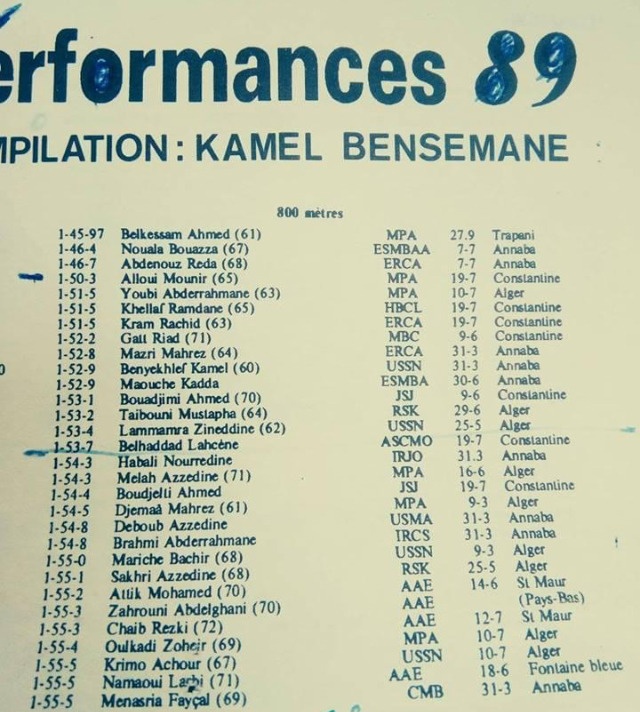 erformances 89
MPILATION : KAMEL BENSEMANE
800 mètres
1-45-97 Belkessam Ahmed (61) MPA 27.9 Trapani
1-46-4 Nouala Bouazza (67) ESMBAA 7-7 Annaba
1-46-7 Abdenouz Reda (68) ERCA 7-7 Annaba
1-50-3 Alloui Mounir (65) MPA 19-7 Constantine
1-51-5 Youbi Abderrahmane (63) MPA 10-7 Alger
1-51-5 Khellaf Ramdane (65) HBCL 19-7 Constantine
1-51-5 Kram Rachid (63) ERCA 19-7 Constantine
1-52-2 Gatt Riad (71) MBC 9-6 Constantine
1-52-8 Mazri Mahrez (64) ERCA 31-3 Annaba
1-52-9 Benyekhlef Kamel (60) USSN 31-3 Annaba
1-52-9 Maouche Kadda ESMBA 30-6 Annaba
1-53-1 Bouadjimi Ahmed (70) JSJ 9-6 Constantine
1-53-2 Taibouni Mustapha (64) RSK 29-6 Alger
1-53-4 Lammamra Zineddine (62) USSN 25-5 Alger
1-53-7 Belhaddad Lahcène ASCMO 19-7 Constantine
1-54-3 Habali Nourredine IRJO 31.3 Annaba
1-54-3 Melah Azzedine (71) MPA 16-6 Alger
1-54-4 Boudjelti Ahmed JSJ 19-7 Constantine
1-54-5 Djemaâ Mahrez (61) MPA 9-3 Alger
1-54-8 Deboub Azzedine USMA 31-3 Annaba
1-54-8 Brahmi Abderrahmane IRCS 31-3 Annaba
1-55-0 Mariche Bachir (68) USSN 9-3 Alger
1-55-1 Sakhri Azzedine (68) RSK 25-5 Alger
1-55-2 Attik Mohamed (70) AAE 14-6 St Maur
1-55-3 Zahrouni Abdelghani (70) AAE (Pays-Bas)
1-55-3 Chaib Rezki (72) AAE 12-7 St Maur
1-55-4 Oulkadi Zoheir (69) MPA 10-7 Alger
1-55-5 Krimo Achour (67) USSN 10-7 Alger
1-55-5 Namaoui Larbi (71) AAE 18-6 Fontaine bleue
1-55-5 Menasria Fayçal (69) CMB 31-3 Annaba